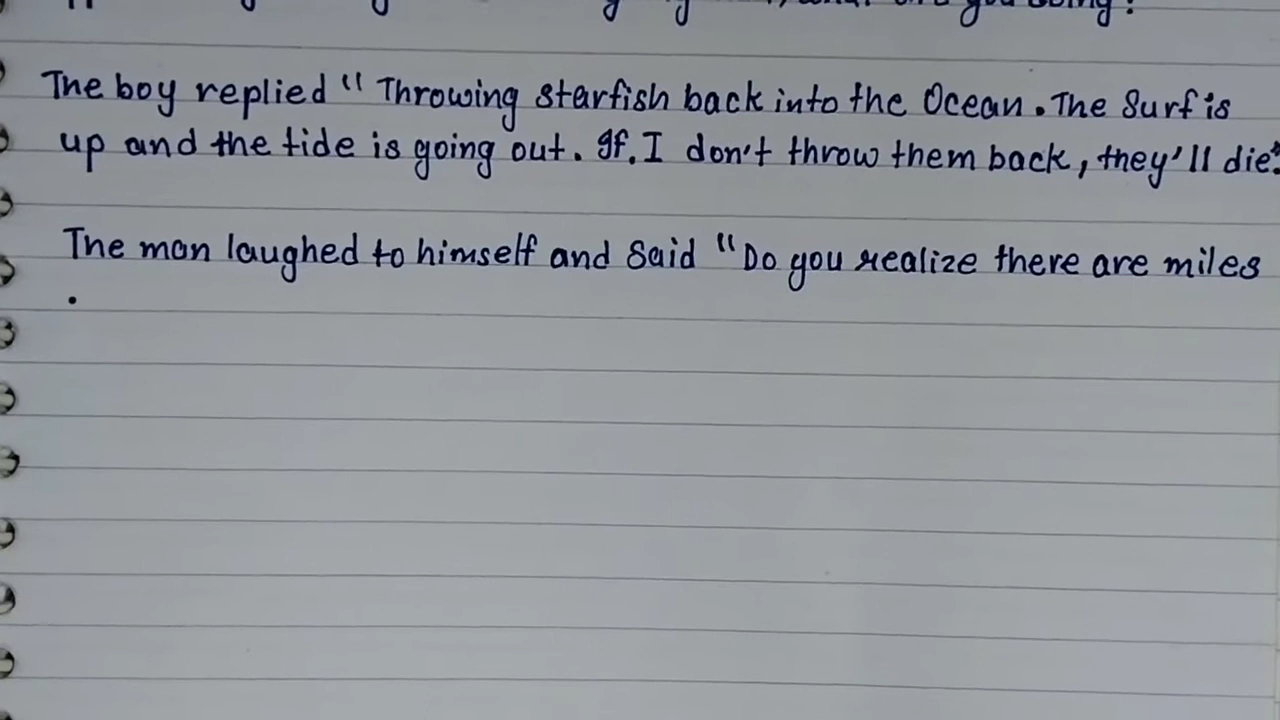 you doing?
The boy replied " Throwing starfish back into the Ocean. The Surf is
up and the tide is going out. If. I don't throw them back, they'll die".
The man laughed to himself and Said "Do you realize there are miles
.